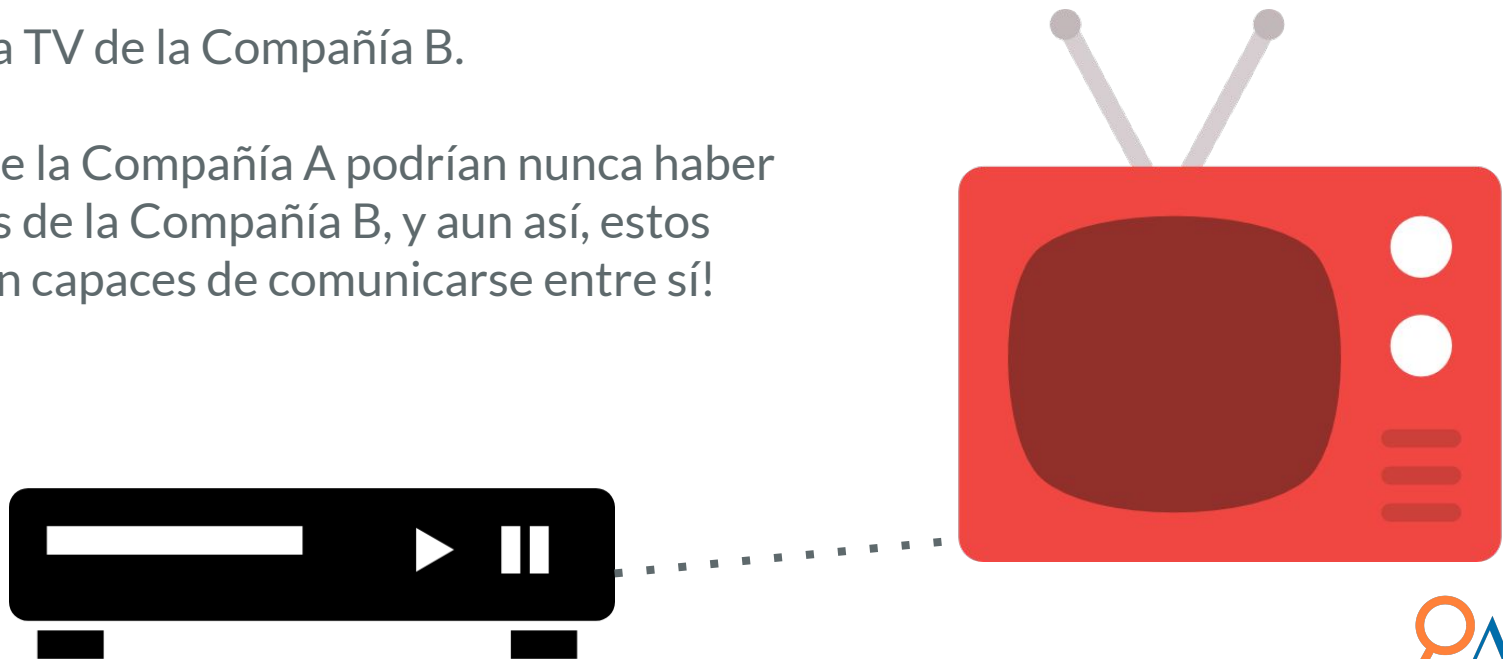 a TV de la Compañía B.
e la Compañía A podrían nunca haber
s de la Compañía B, y aun así, estos
n capaces de comunicarse entre sí!